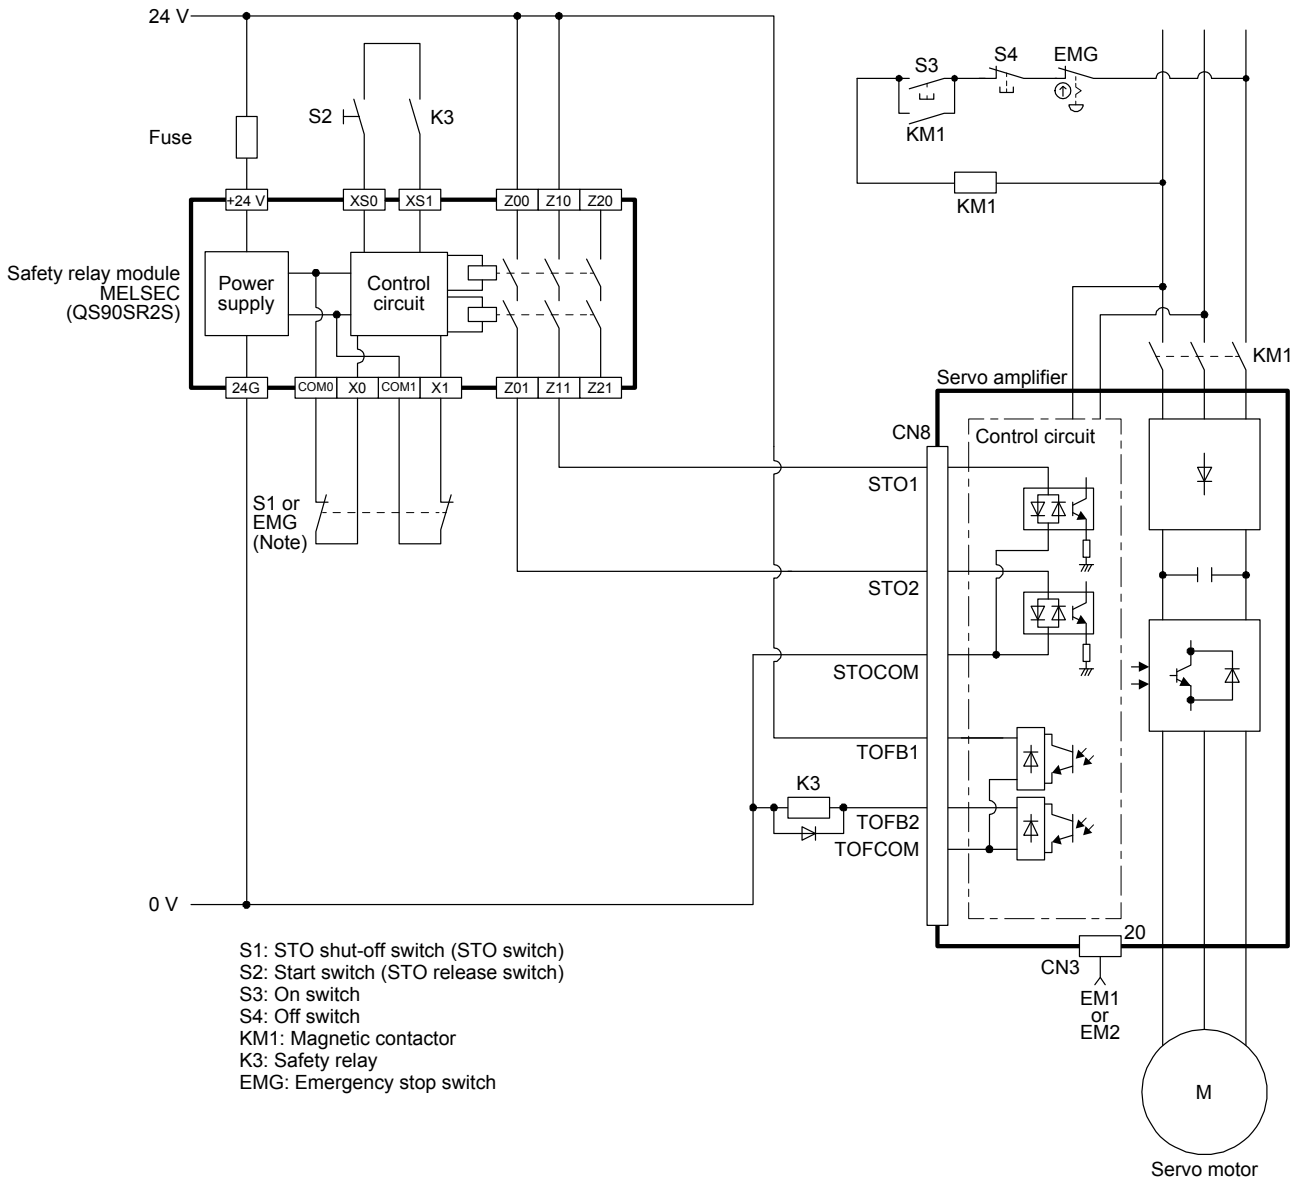 24 V
S3
S4
EMG
S2
K3
Fuse
KM1
KM1
+24 V
XS0
XS1
Z00
Z10
Z20
Safety relay module
MELSEC
(QS90SR2S)
Power
supply
Control
circuit
KM1
24G
COM0
X0
COM1
X1
Z01
Z11
Z21
Servo amplifier
CN8
Control circuit
STO1
S1 or
EMG
(Note)
STO2
STOCOM
TOFB1
K3
TOFB2
TOFCOM
0 V
20
CN3
EM1
or
EM2
S1: STO shut-off switch (STO switch)
S2: Start switch (STO release switch)
S3: On switch
S4: Off switch
KM1: Magnetic contactor
K3: Safety relay
EMG: Emergency stop switch
M
Servo motor